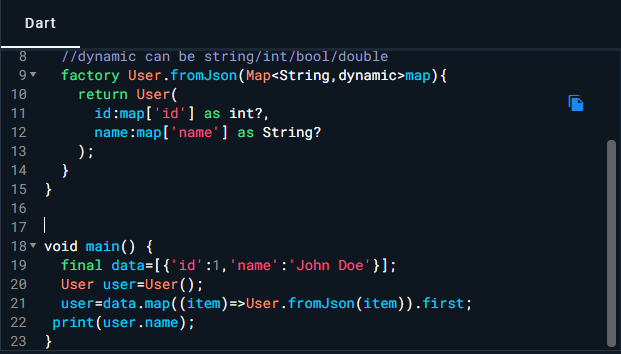 Dart
8 //dynamic can be string/int/bool/double
9 factory User.fromJson(Map<String,dynamic>map){
10 return User(
11 id:map['id'] as int?,
12 name:map['name'] as String?
13 );
14 }
15 }
16
17
18 void main() {
19 final data=[{'id':1,'name':'John Doe'}];
20 User user=User();
21 user=data.map((item)=>User.fromJson(item)).first;
22 print(user.name);
23 }